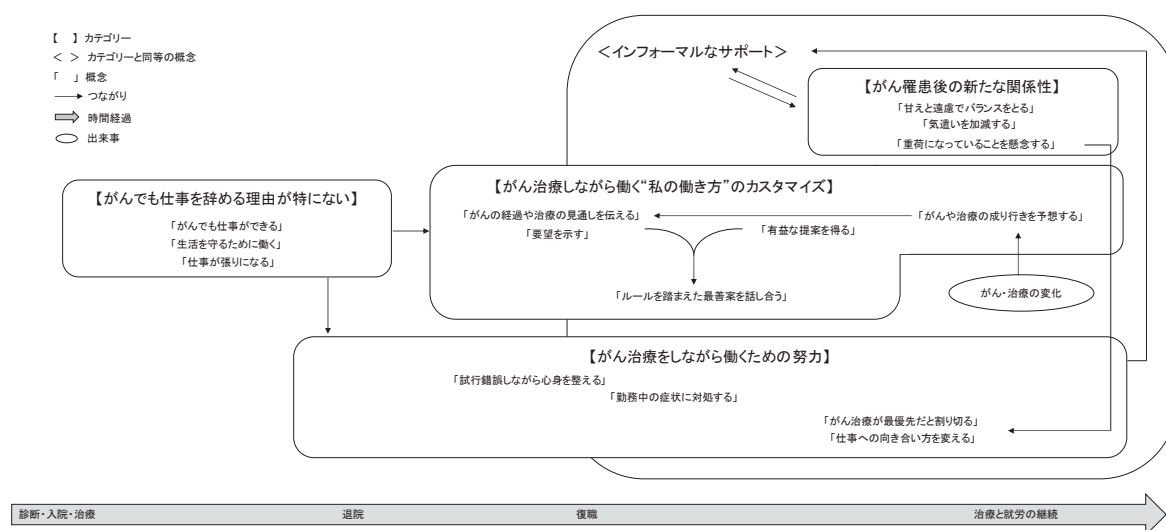 【　】カテゴリー
＜ ＞ カテゴリーと同等の概念
「　」概念
つながり
時間経過
出来事
＜インフォーマルなサポート＞
【がん罹患後の新たな関係性】
「甘えと遠慮でバランスをとる」
「気遣いを加減する」
「重荷になっていることを懸念する」
【がんでも仕事を辞める理由が特にない】
「がんでも仕事ができる」
「生活を守るために働く」
「仕事が張りになる」
【がん治療しながら働く“私の働き方”のカスタマイズ】
「がんの経過や治療の見通しを伝える」
「がんや治療の成り行きを予想する」
「要望を示す」
「有益な提案を得る」
「ルールを踏まえた最善案を話し合う」
がん・治療の変化
【がん治療をしながら働くための努力】
「試行錯誤しながら心身を整える」
「勤務中の症状に対処する」
「がん治療が最優先だと割り切る」
「仕事への向き合い方を変える」
診断・入院・治療 退院 復職 治療と就労の継続